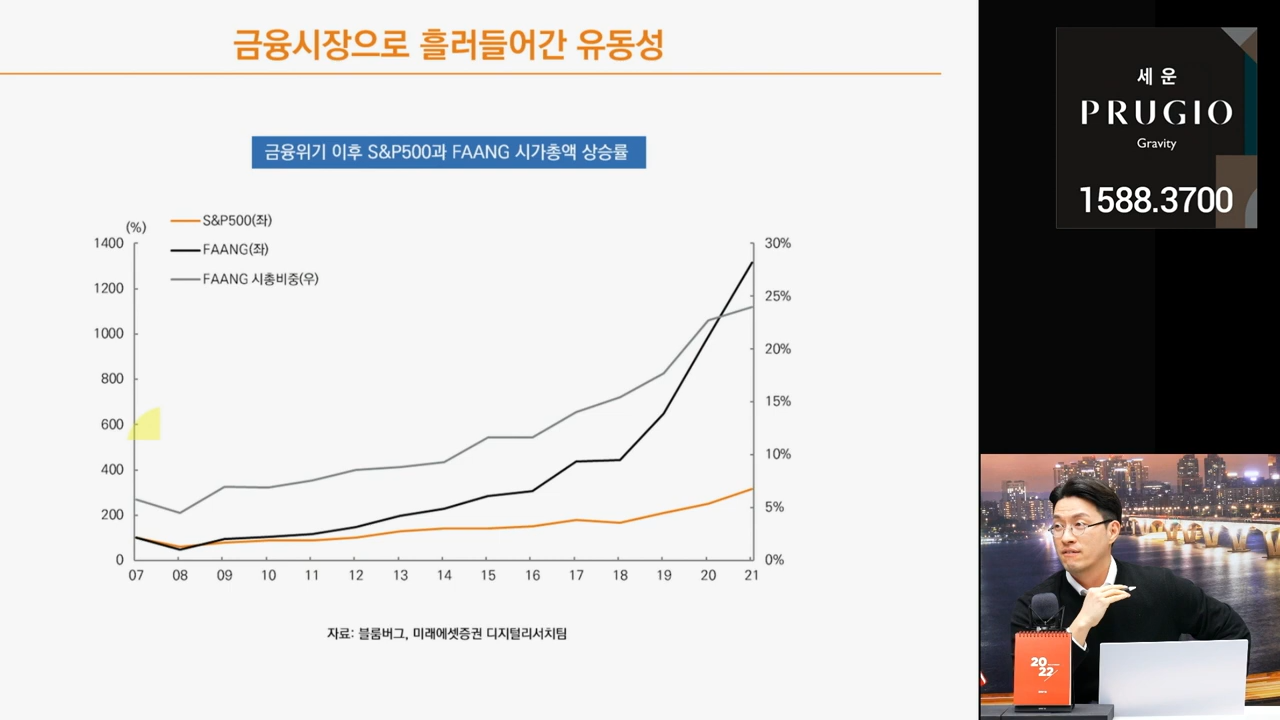 금융시장으로 흘러들어간 유동성
금융위기 이후 S&P500과 FAANG 시가총액 상승률
(%)
S&P500(좌)
FAANG(좌)
FAANG 시총비중(우)
1400
1200
1000
800
600
400
200
0
30%
25%
20%
15%
10%
5%
0%
07 08 09 10 11 12 13 14 15 16 17 18 19 20 21
자료: 블룸버그, 미래에셋증권 디지털리서치팀
세운
PRUGIO
Gravity
1588.3700
20
22